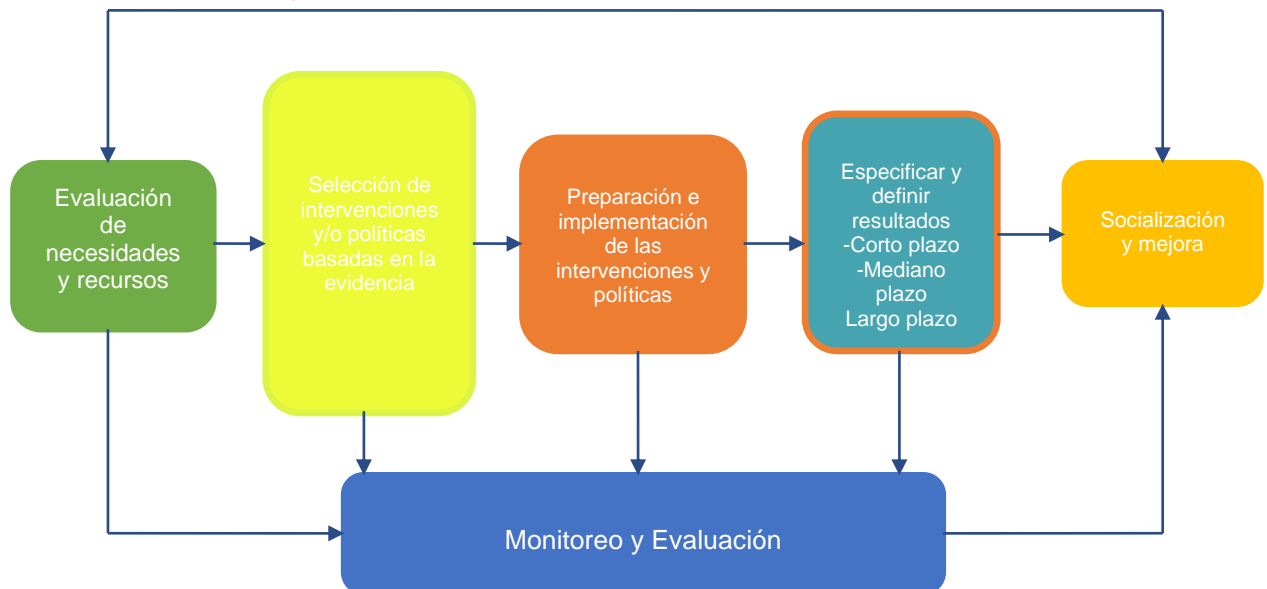 Evaluación
de
necesidades
y recursos
Selección de
intervenciones
y/o políticas
basadas en la
evidencia
Preparación e
implementación
de las
intervenciones y
políticas
Especificar y
definir
resultados
-Corto plazo
-Mediano
plazo
Largo plazo
Socialización
y mejora
Monitoreo y Evaluación